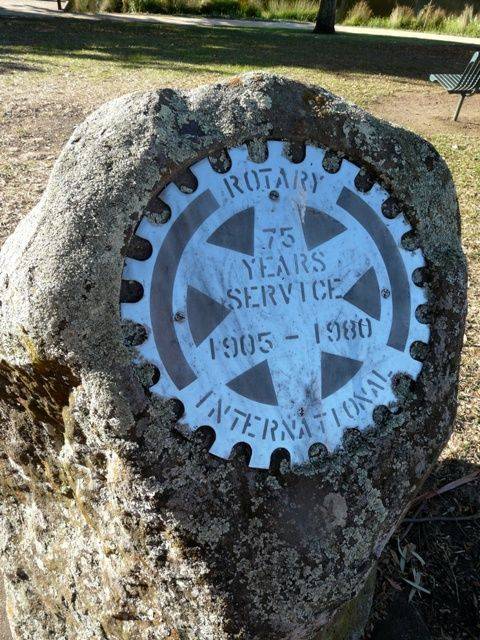 ROTARY
75
YEARS
SERVICE
1905 - 1980
INTERNATIONAL